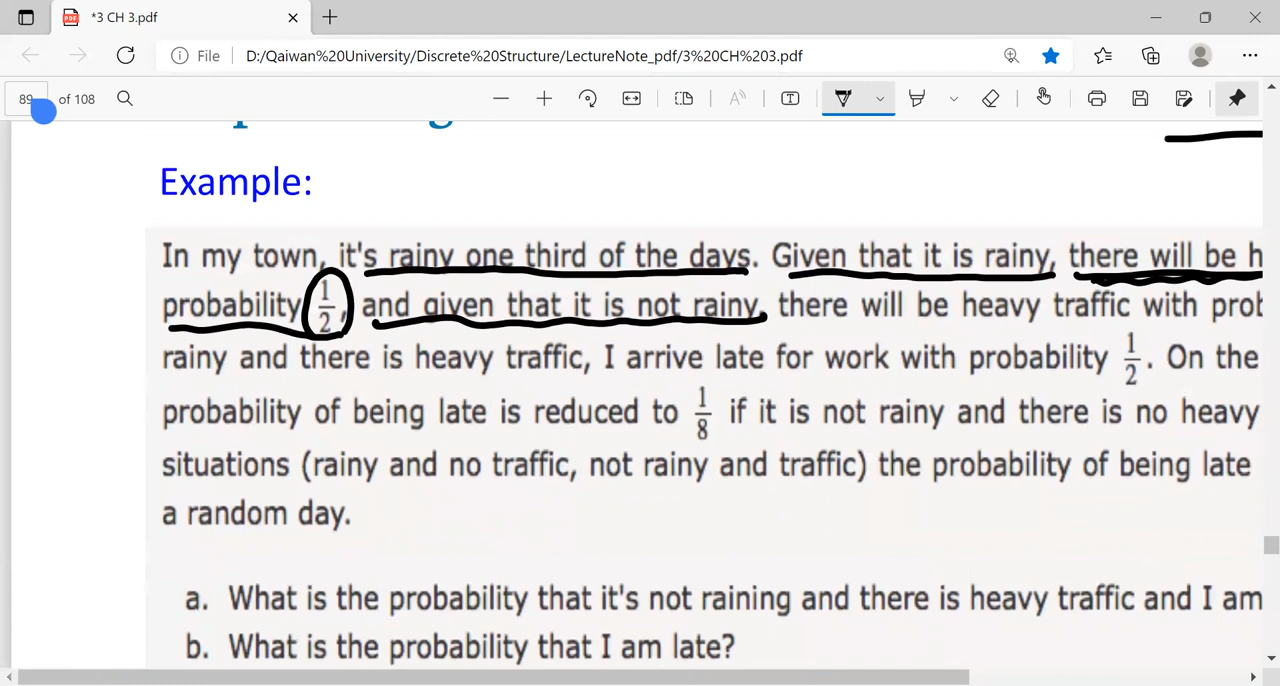 *3 CH 3.pdf
File D:/Qaiwan%20University/Discrete%20Structure/LectureNote_pdf/3%20CH%203.pdf
89 of 108
Example:
In my town, it's rainy one third of the days. Given that it is rainy, there will be h
probability 1/2, and given that it is not rainy, there will be heavy traffic with prob
rainy and there is heavy traffic, I arrive late for work with probability 1/2. On the
probability of being late is reduced to 1/8 if it is not rainy and there is no heavy
situations (rainy and no traffic, not rainy and traffic) the probability of being late
a random day.
a. What is the probability that it's not raining and there is heavy traffic and I am
b. What is the probability that I am late?